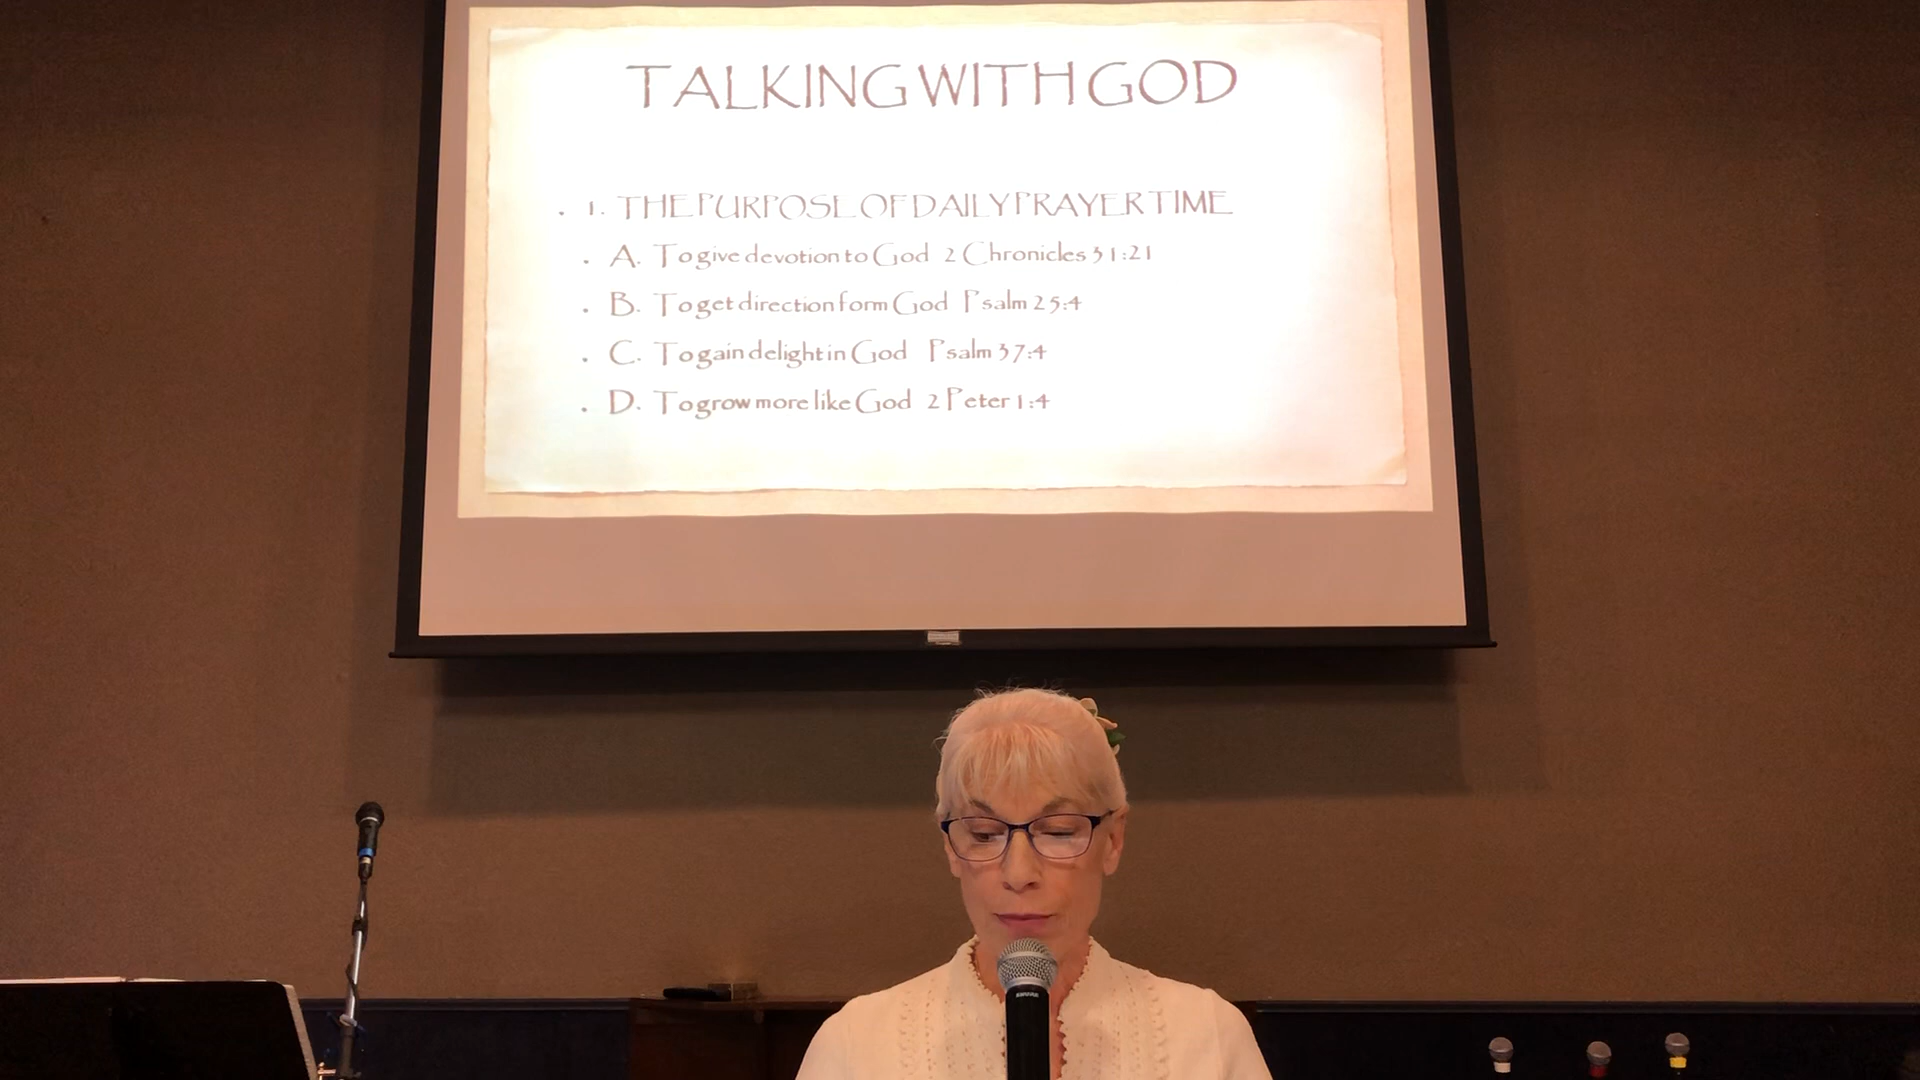 TALKING WITH GOD
. 1. THE PURPOSE OF DAILY PRAYER TIME
. A. To give devotion to God 2 Chronicles 31:21
. B. To get direction form God Psalm 25:4
. C. To gain delight in God Psalm 37:4
. D. To grow more like God 2 Peter 1:4
SHURE